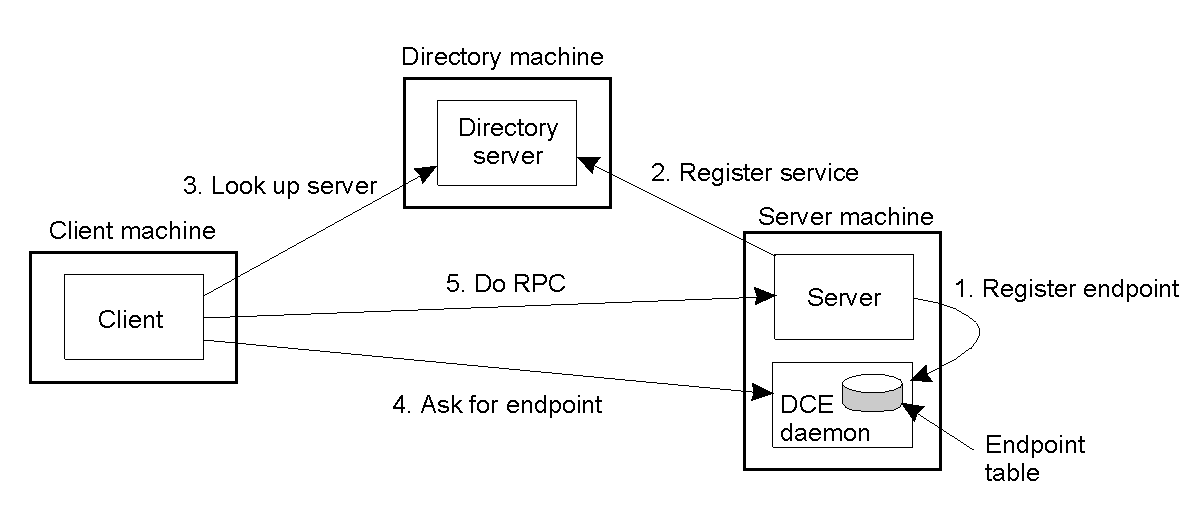 Directory machine
Directory
server
3. Look up server
2. Register service
Client machine
Server machine
5. Do RPC
Client
Server
1. Register endpoint
4. Ask for endpoint
DCE
daemon
Endpoint
table